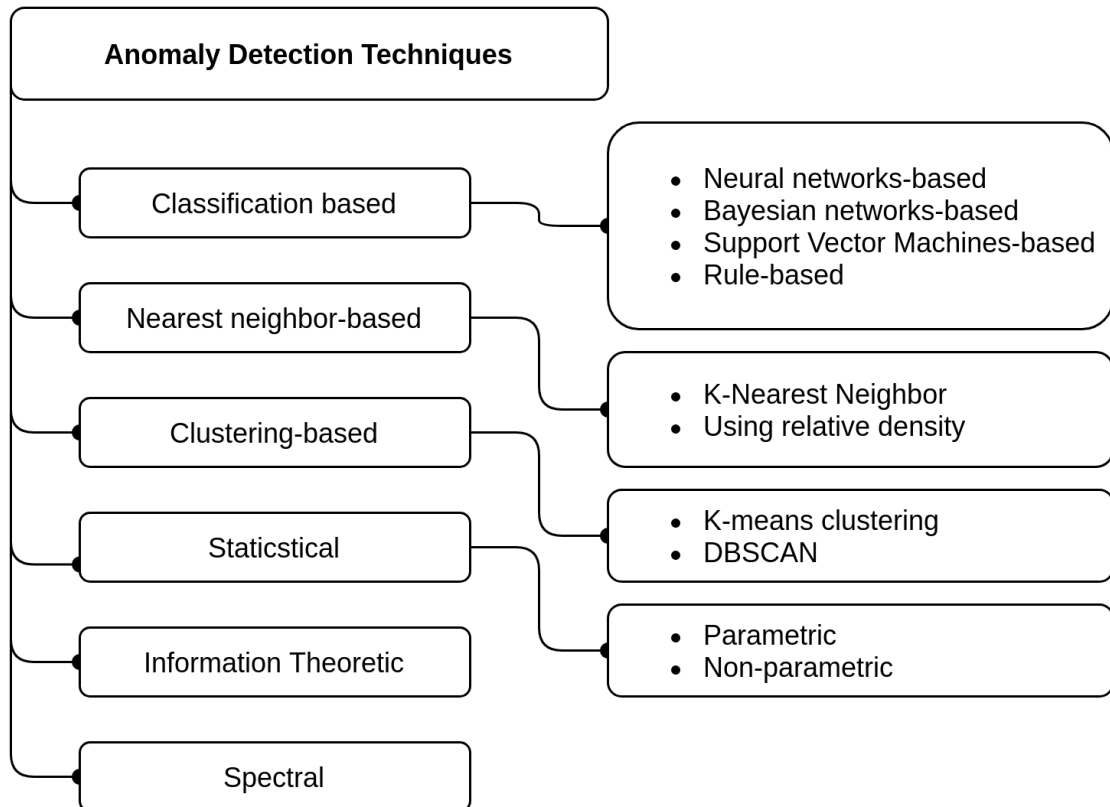 Anomaly Detection Techniques
Classification based
Neural networks-based
Bayesian networks-based
Support Vector Machines-based
Rule-based
Nearest neighbor-based
K-Nearest Neighbor
Using relative density
Clustering-based
K-means clustering
DBSCAN
Staticstical
Parametric
Non-parametric
Information Theoretic
Spectral